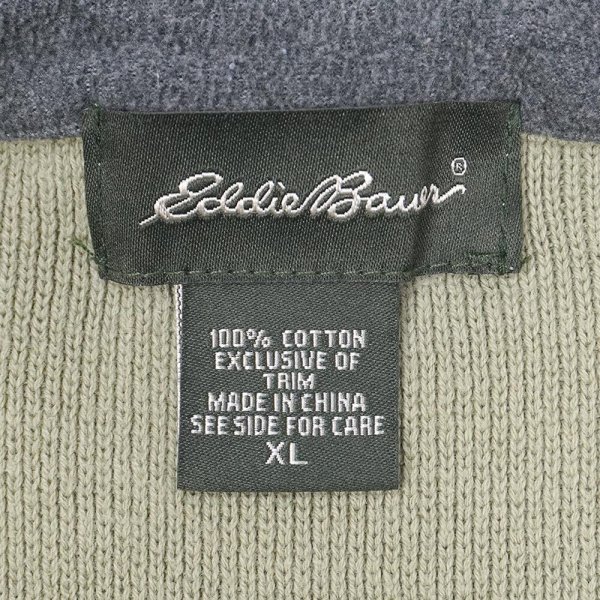 Eddie Bauer®
100% COTTON
EXCLUSIVE OF
TRIM
MADE IN CHINA
SEE SIDE FOR CARE
XL